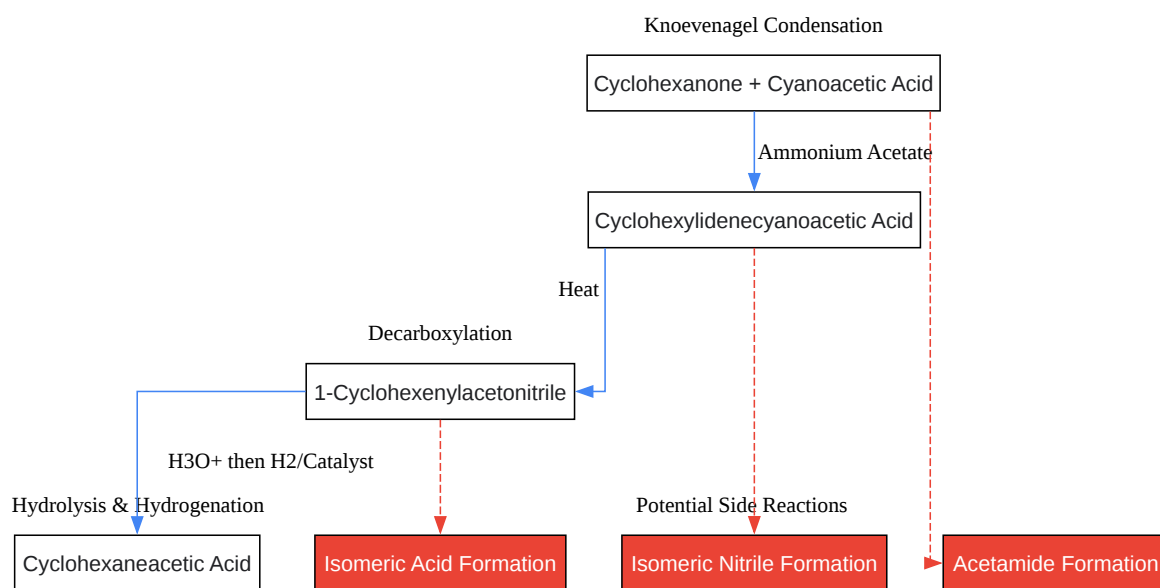 Knoevenagel Condensation
Cyclohexanone + Cyanoacetic Acid
Ammonium Acetate
Cyclohexylidenecyanoacetic Acid
Heat
Decarboxylation
1-Cyclohexenylacetonitrile
H3O+ then H2/Catalyst
Hydrolysis & Hydrogenation
Potential Side Reactions
Cyclohexaneacetic Acid
Isomeric Acid Formation
Isomeric Nitrile Formation
Acetamide Formation